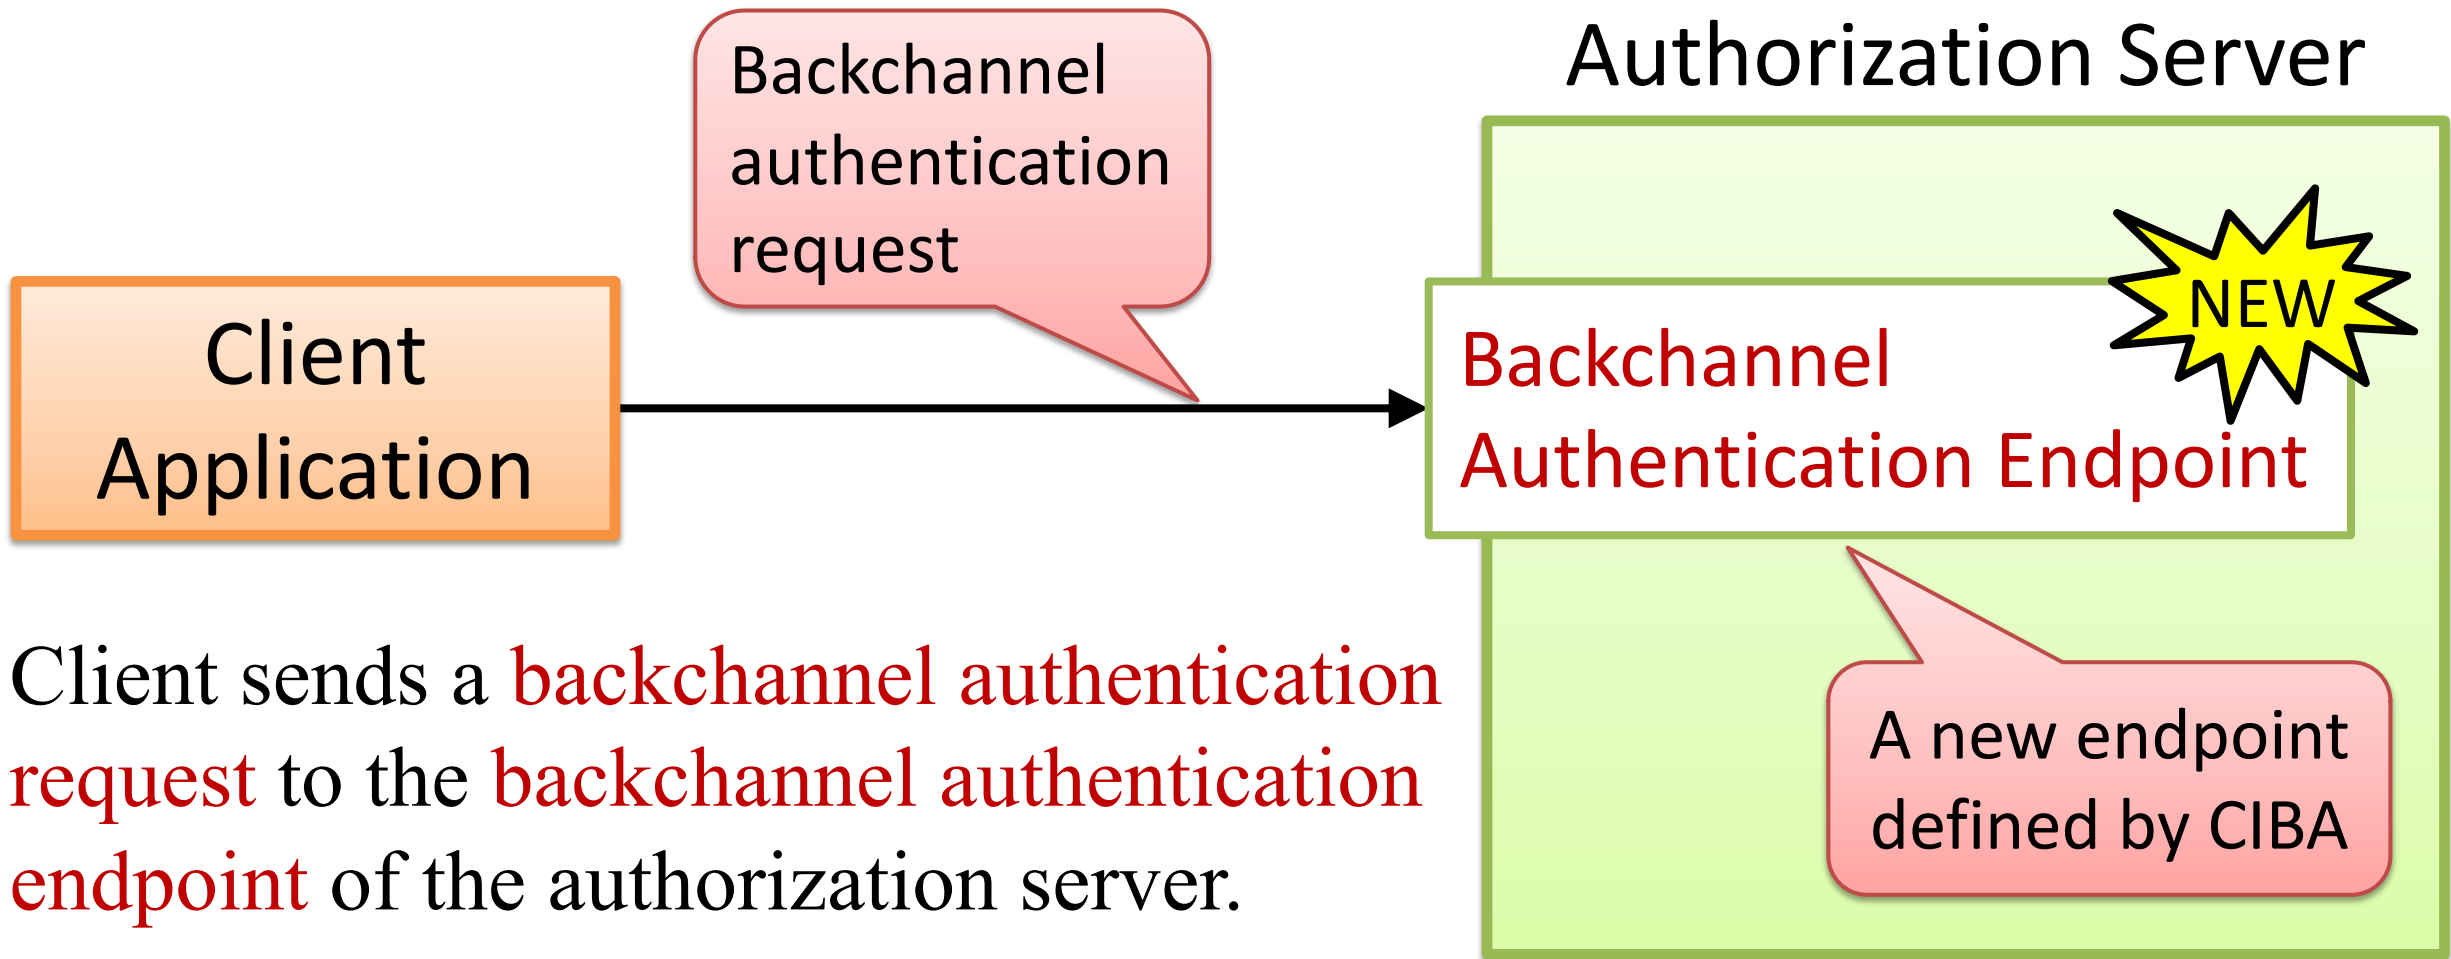 Backchannel
authentication
request
Authorization Server
Client
Application
NEW
Backchannel
Authentication Endpoint
Client sends a backchannel authentication
request to the backchannel authentication
endpoint of the authorization server.
A new endpoint
defined by CIBA